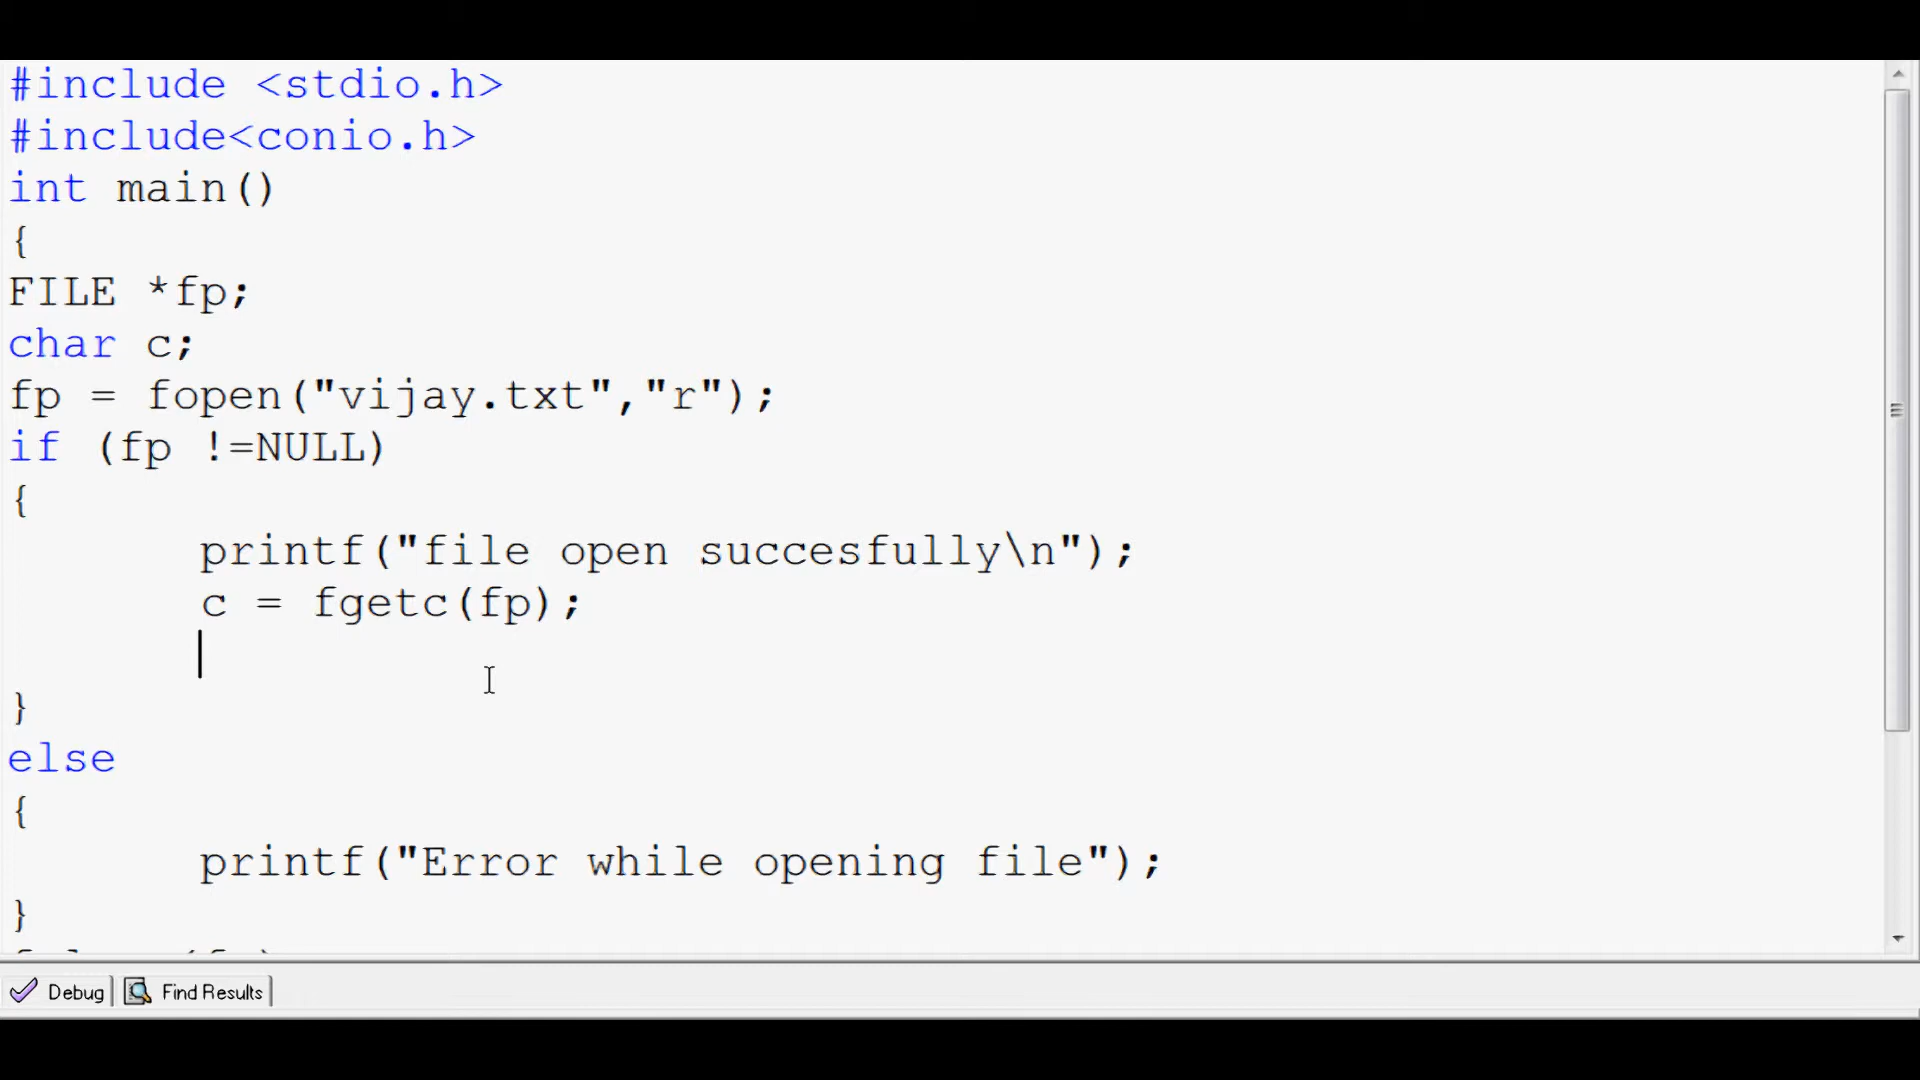 #include <stdio.h>
#include<conio.h>
int main()
{
FILE *fp;
char c;
fp = fopen("vijay.txt","r");
if (fp !=NULL)
{
printf("file open succesfully\n");
c = fgetc(fp);
}
else
{
printf("Error while opening file");
}
Debug
Find Results